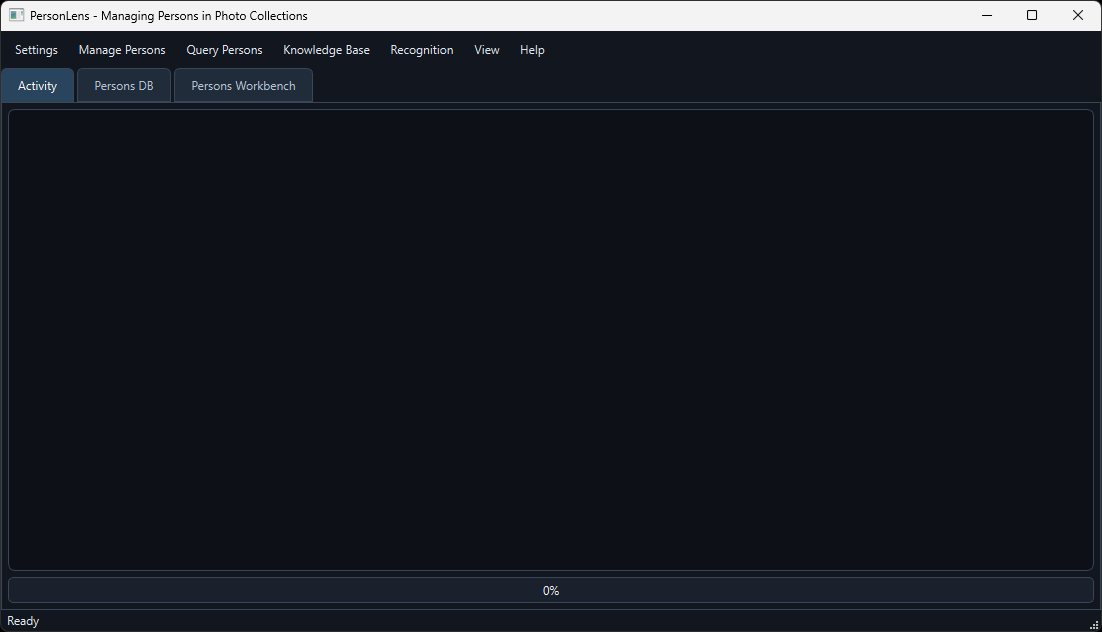 PersonLens - Managing Persons in Photo Collections
Settings Manage Persons Query Persons Knowledge Base Recognition View Help
Activity Persons DB Persons Workbench
0%
Ready